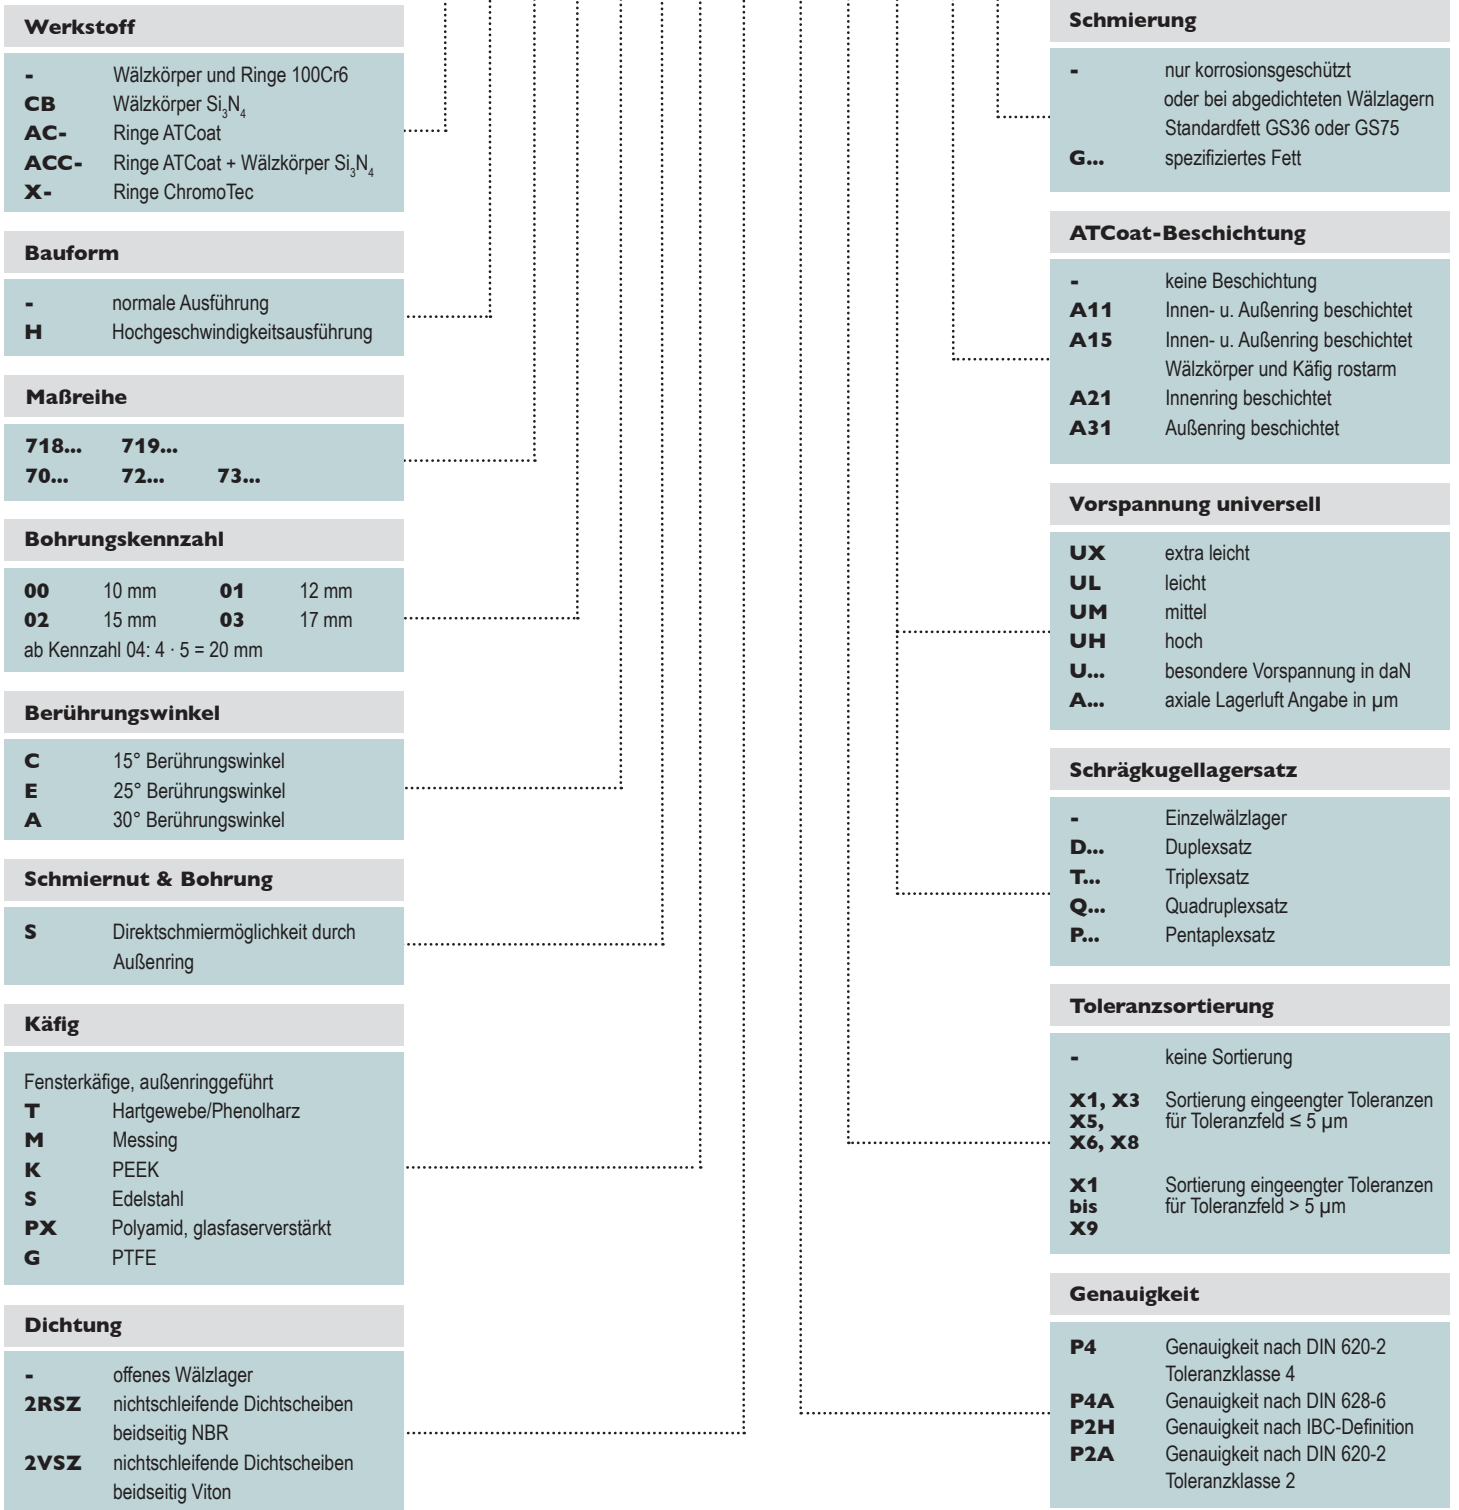 Werkstoff
- Wälzkörper und Ringe 100Cr6
CB Wälzkörper Si3N4
AC- Ringe ATCoat
ACC- Ringe ATCoat + Wälzkörper Si3N4
X- Ringe ChromoTec
Bauform
- normale Ausführung
H Hochgeschwindigkeitsausführung
Maßreihe
718... 719...
70... 72... 73...
Bohrungskennzahl
00 10 mm 01 12 mm
02 15 mm 03 17 mm
ab Kennzahl 04: 4 · 5 = 20 mm
Berührungswinkel
C 15° Berührungswinkel
E 25° Berührungswinkel
A 30° Berührungswinkel
Schmiernut & Bohrung
S Direktschmiermöglichkeit durch
Außenring
Käfig
Fensterkäfige, außenringgeführt
T Hartgewebe/Phenolharz
M Messing
K PEEK
S Edelstahl
PX Polyamid, glasfaserverstärkt
G PTFE
Dichtung
- offenes Wälzlager
2RSZ nichtschleifende Dichtscheiben
beidseitig NBR
2VSZ nichtschleifende Dichtscheiben
beidseitig Viton
Schmierung
- nur korrosionsgeschützt
oder bei abgedichteten Wälzlagern
Standardfett GS36 oder GS75
G... spezifiziertes Fett
ATCoat-Beschichtung
- keine Beschichtung
A11 Innen- u. Außenring beschichtet
A15 Innen- u. Außenring beschichtet
Wälzkörper und Käfig rostarm
A21 Innenring beschichtet
A31 Außenring beschichtet
Vorspannung universell
UX extra leicht
UL leicht
UM mittel
UH hoch
U... besondere Vorspannung in daN
A... axiale Lagerluft Angabe in µm
Schrägkugellagersatz
- Einzelwälzlager
D... Duplexsatz
T... Triplexsatz
Q... Quadruplexsatz
P... Pentaplexsatz
Toleranzsortierung
- keine Sortierung
X1, X3 Sortierung eingeengter Toleranzen
X5, für Toleranzfeld ≤ 5 µm
X6, X8
X1 Sortierung eingeengter Toleranzen
bis für Toleranzfeld > 5 µm
X9
Genauigkeit
P4 Genauigkeit nach DIN 620-2
Toleranzklasse 4
P4A Genauigkeit nach DIN 628-6
P2H Genauigkeit nach IBC-Definition
P2A Genauigkeit nach DIN 620-2
Toleranzklasse 2